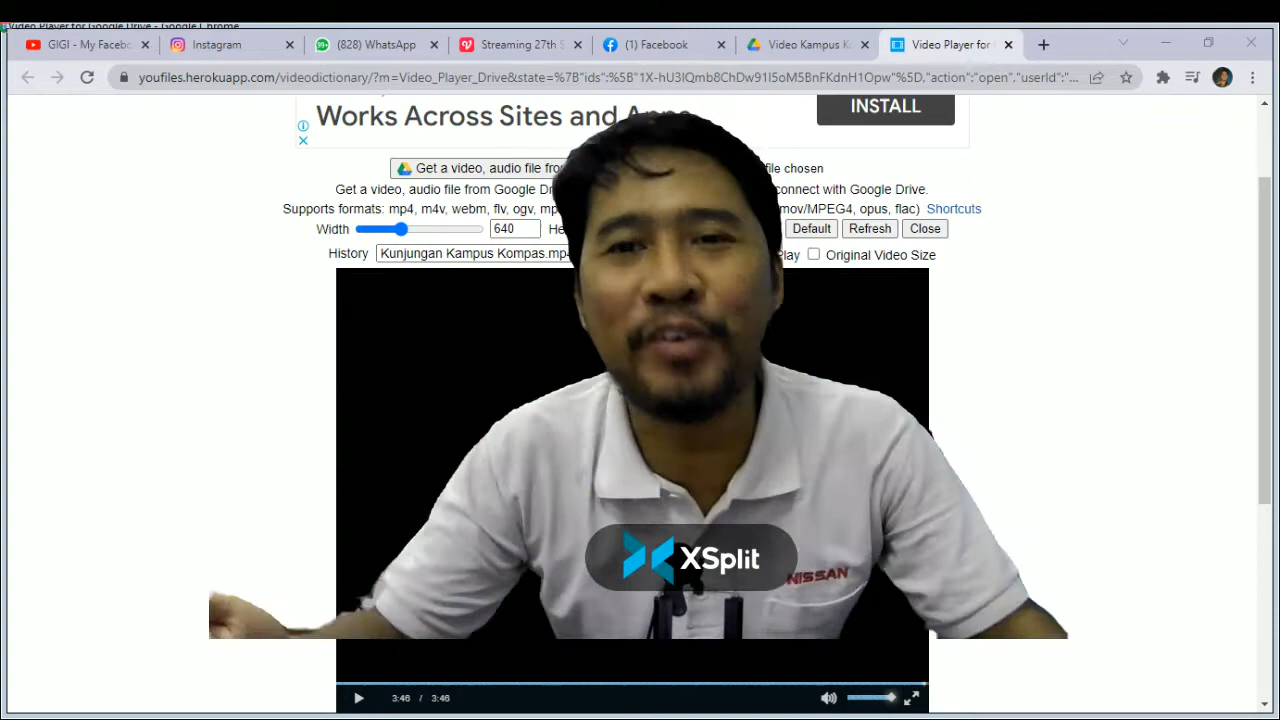 Video Player for Google Drive - Google Chrome
GIGI - My Faceb
Instagram
(828) WhatsApp
Streaming 27th S
(1) Facebook
Video Kampus K
Video Player for
youfiles.herokuapp.com/videodictionary/?m=Video_Player_Drive&state=%7B"ids":%5B"1X-hU3IQmb8ChDw91I5oM5BnFKdnH1Opw"%5D,"action":"open","userId":"...
Works Across Sites and Apps
INSTALL
Get a video, audio file fro
file chosen
Get a video, audio file from Google Dr
connect with Google Drive.
Supports formats: mp4, m4v, webm, flv, ogv, mp
mov/MPEG4, opus, flac) Shortcuts
Width 640 He
Default Refresh Close
History Kunjungan Kampus Kompas.mp
Play Original Video Size
XSplit
NISSAN
3:46 / 3:46